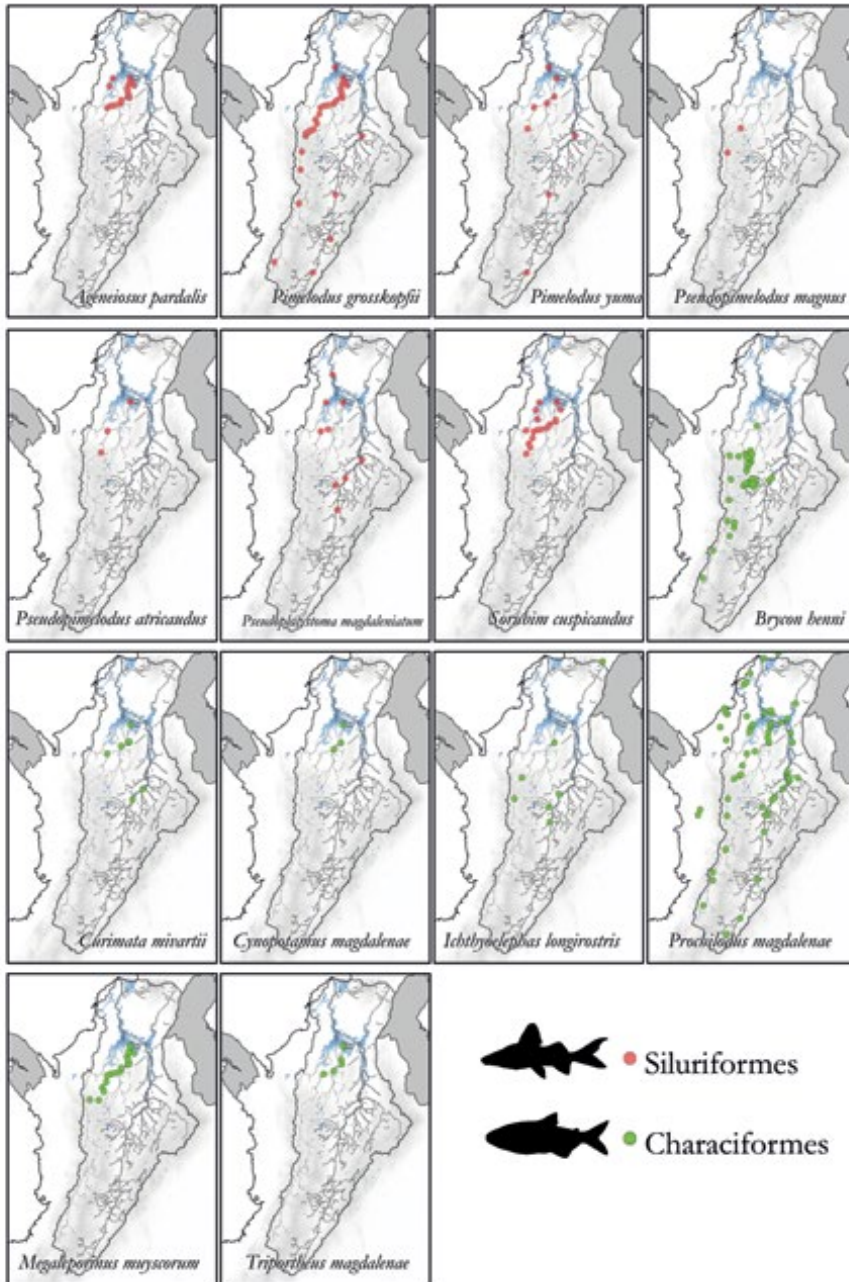 Ageneiosus pardalis
Pimelodus grosskopfii
Pimelodus yuma
Pseudopimelodus magnus
Pseudopimelodus atricaudus
Pseudoplatystoma magdaleniatum
Sorubim cuspicaudus
Brycon henni
Curimata mivartii
Cynopotamus magdalenae
Ichthyoelephas longirostris
Prochilodus magdalenae
Megaleporinus muyscorum
Triportheus magdalenae
Siluriformes
Characiformes